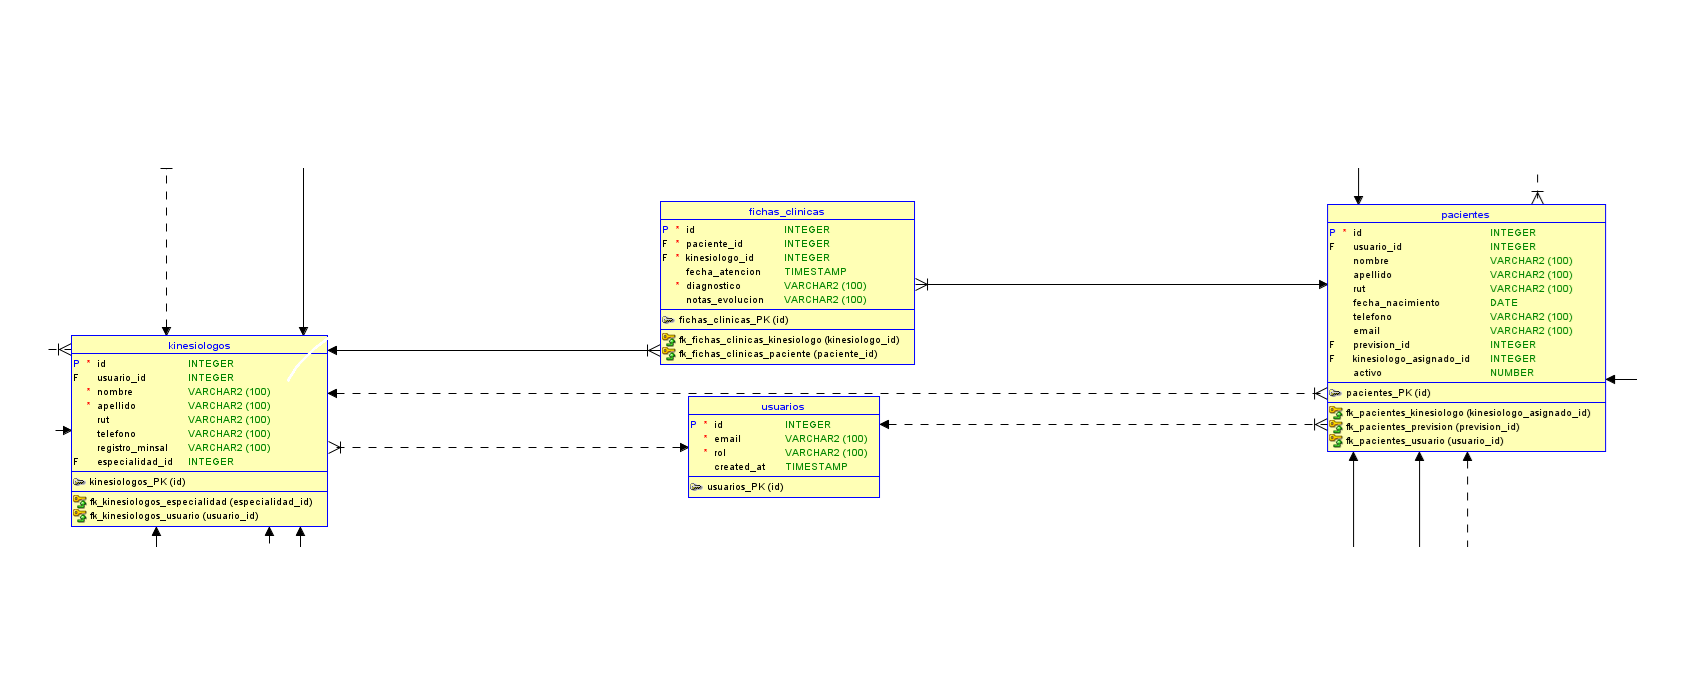 fichas_clinicas
P * id INTEGER
F * paciente_id INTEGER
F * kinesiologo_id INTEGER
fecha_atencion TIMESTAMP
* diagnostico VARCHAR2 (100)
notas_evolucion VARCHAR2 (100)
fichas_clinicas_PK (id)
fk_fichas_clinicas_kinesiologo (kinesiologo_id)
fk_fichas_clinicas_paciente (paciente_id)
pacientes
P * id INTEGER
F usuario_id INTEGER
nombre VARCHAR2 (100)
apellido VARCHAR2 (100)
rut VARCHAR2 (100)
fecha_nacimiento DATE
telefono VARCHAR2 (100)
email VARCHAR2 (100)
F prevision_id INTEGER
F kinesiologo_asignado_id INTEGER
activo NUMBER
pacientes_PK (id)
fk_pacientes_kinesiologo (kinesiologo_asignado_id)
fk_pacientes_prevision (prevision_id)
fk_pacientes_usuario (usuario_id)
kinesiologos
P * id INTEGER
F usuario_id INTEGER
* nombre VARCHAR2 (100)
* apellido VARCHAR2 (100)
rut VARCHAR2 (100)
telefono VARCHAR2 (100)
registro_minsal VARCHAR2 (100)
F especialidad_id INTEGER
kinesiologos_PK (id)
fk_kinesiologos_especialidad (especialidad_id)
fk_kinesiologos_usuario (usuario_id)
usuarios
P * id INTEGER
* email VARCHAR2 (100)
* rol VARCHAR2 (100)
created_at TIMESTAMP
usuarios_PK (id)